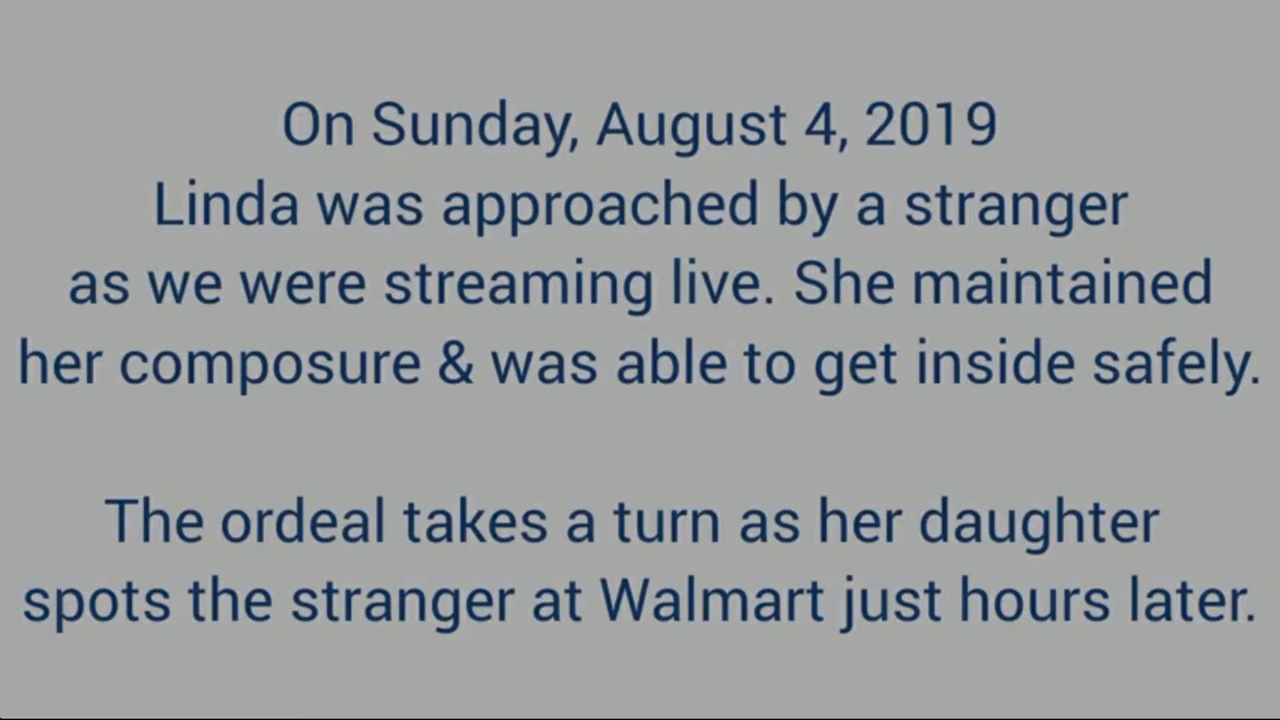 On Sunday, August 4, 2019
Linda was approached by a stranger
as we were streaming live. She maintained
her composure & was able to get inside safely.
The ordeal takes a turn as her daughter
spots the stranger at Walmart just hours later.